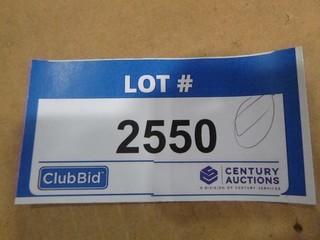 LOT #
2550
ClubBid
CENTURY
AUCTIONS
A DIVISION OF CENTURY SERVICES